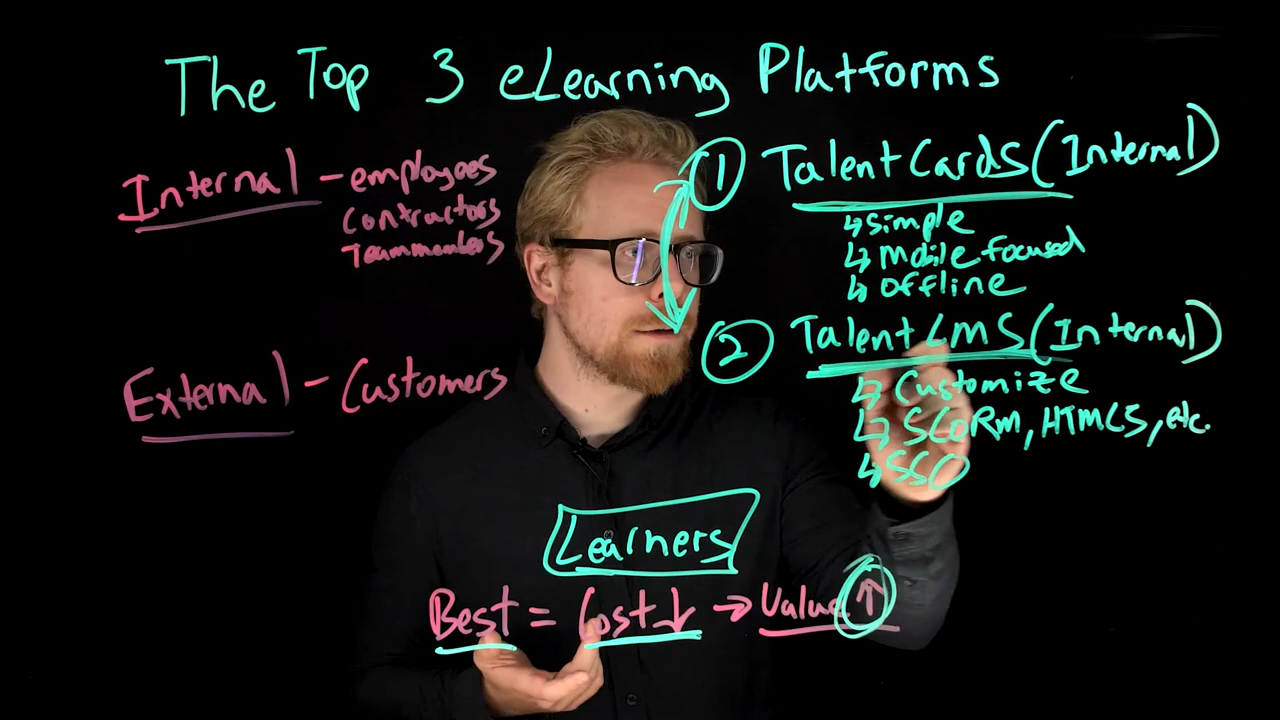 The Top 3 eLearning Platforms
Internal - employees
Contractors
Teammembers
External - Customers
① TalentCards (Internal)
↳ simple
↳ mobile focused
↳ offline
② TalentLMS (Internal)
↳ Customize
↳ SCORM, HTMLS, etc.
↳ SSO
Learners
Best = Cost ↓ → Value ↑